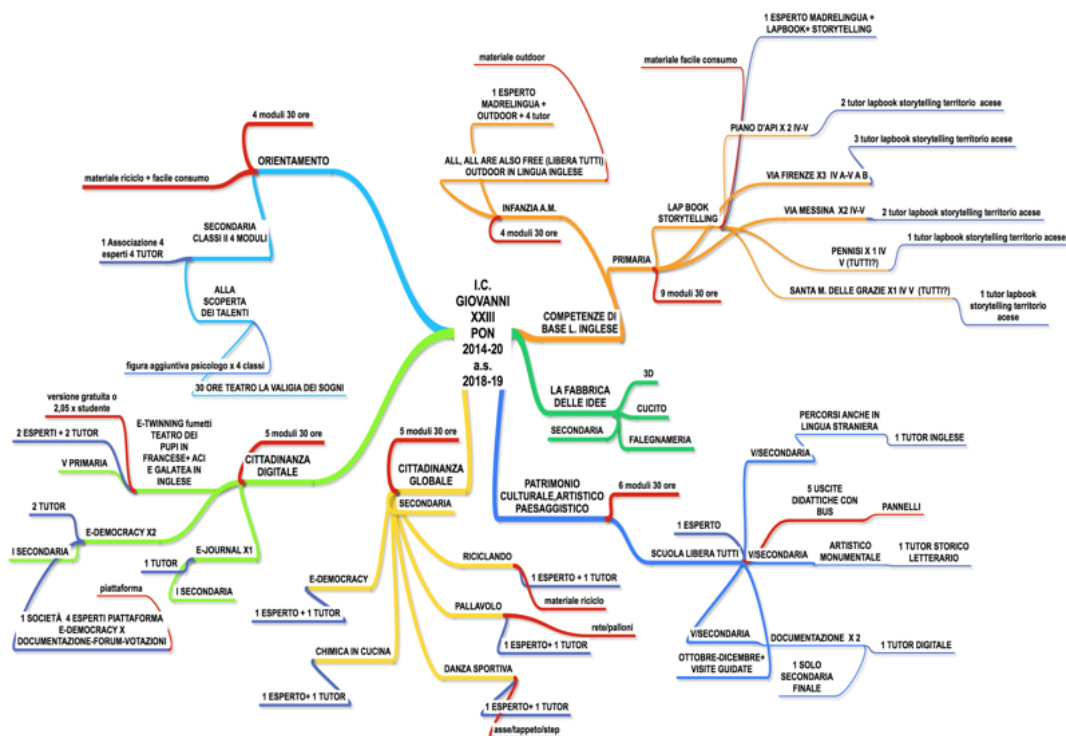 I.C.
GIOVANNI
XXIII
PON
2014-20
a.s.
2018-19
ORIENTAMENTO
4 moduli 30 ore
materiale riciclo + facile consumo
SECONDARIA
CLASSI II 4 MODULI
1 Associazione 4
esperti 4 TUTOR
ALLA
SCOPERTA
DEI TALENTI
figura aggiuntiva psicologo x 4 classi
30 ORE TEATRO LA VALIGIA DEI SOGNI
CITTADINANZA
DIGITALE
5 moduli 30 ore
E-TWINNING fumetti
TEATRO DEI
PUPI IN
FRANCESE+ ACI
E GALATEA IN
INGLESE
versione gratuita o
2,05 x studente
2 ESPERTI + 2 TUTOR
V PRIMARIA
E-DEMOCRACY X2
2 TUTOR
I SECONDARIA
1 SOCIETÀ 4 ESPERTI PIATTAFORMA
E-DEMOCRACY X
DOCUMENTAZIONE-FORUM-VOTAZIONI
piattaforma
E-JOURNAL X1
1 TUTOR
I SECONDARIA
CITTADINANZA
GLOBALE
5 moduli 30 ore
SECONDARIA
E-DEMOCRACY
1 ESPERTO + 1 TUTOR
CHIMICA IN CUCINA
1 ESPERTO+ 1 TUTOR
RICICLANDO
1 ESPERTO + 1 TUTOR
materiale riciclo
PALLAVOLO
rete/palloni
1 ESPERTO+ 1 TUTOR
DANZA SPORTIVA
1 ESPERTO+ 1 TUTOR
asse/tappeto/step
COMPETENZE DI
BASE L. INGLESE
INFANZIA A.M.
4 moduli 30 ore
ALL, ALL ARE ALSO FREE (LIBERA TUTTI)
OUTDOOR IN LINGUA INGLESE
1 ESPERTO
MADRELINGUA +
OUTDOOR + 4 tutor
materiale outdoor
PRIMARIA
9 moduli 30 ore
LAP BOOK
STORYTELLING
materiale facile consumo
1 ESPERTO MADRELINGUA +
LAPBOOK+ STORYTELLING
PIANO D'API X 2 IV-V
2 tutor lapbook storytelling territorio acese
VIA FIRENZE X3 IV A-V A B
3 tutor lapbook storytelling territorio acese
VIA MESSINA X2 IV-V
2 tutor lapbook storytelling territorio acese
PENNISI X 1 IV
V (TUTTI?)
1 tutor lapbook storytelling territorio acese
SANTA M. DELLE GRAZIE X1 IV V (TUTTI?)
1 tutor lapbook
storytelling territorio
acese
LA FABBRICA
DELLE IDEE
SECONDARIA
3D
CUCITO
FALEGNAMERIA
PATRIMONIO
CULTURALE,ARTISTICO
PAESAGGISTICO
6 moduli 30 ore
SCUOLA LIBERA TUTTI
1 ESPERTO
V/SECONDARIA
PERCORSI ANCHE IN
LINGUA STRANIERA
1 TUTOR INGLESE
5 USCITE
DIDATTICHE CON
BUS
PANNELLI
V/SECONDARIA
ARTISTICO
MONUMENTALE
1 TUTOR STORICO
LETTERARIO
V/SECONDARIA
DOCUMENTAZIONE X 2
1 TUTOR DIGITALE
1 SOLO
SECONDARIA
FINALE
OTTOBRE-DICEMBRE+
VISITE GUIDATE